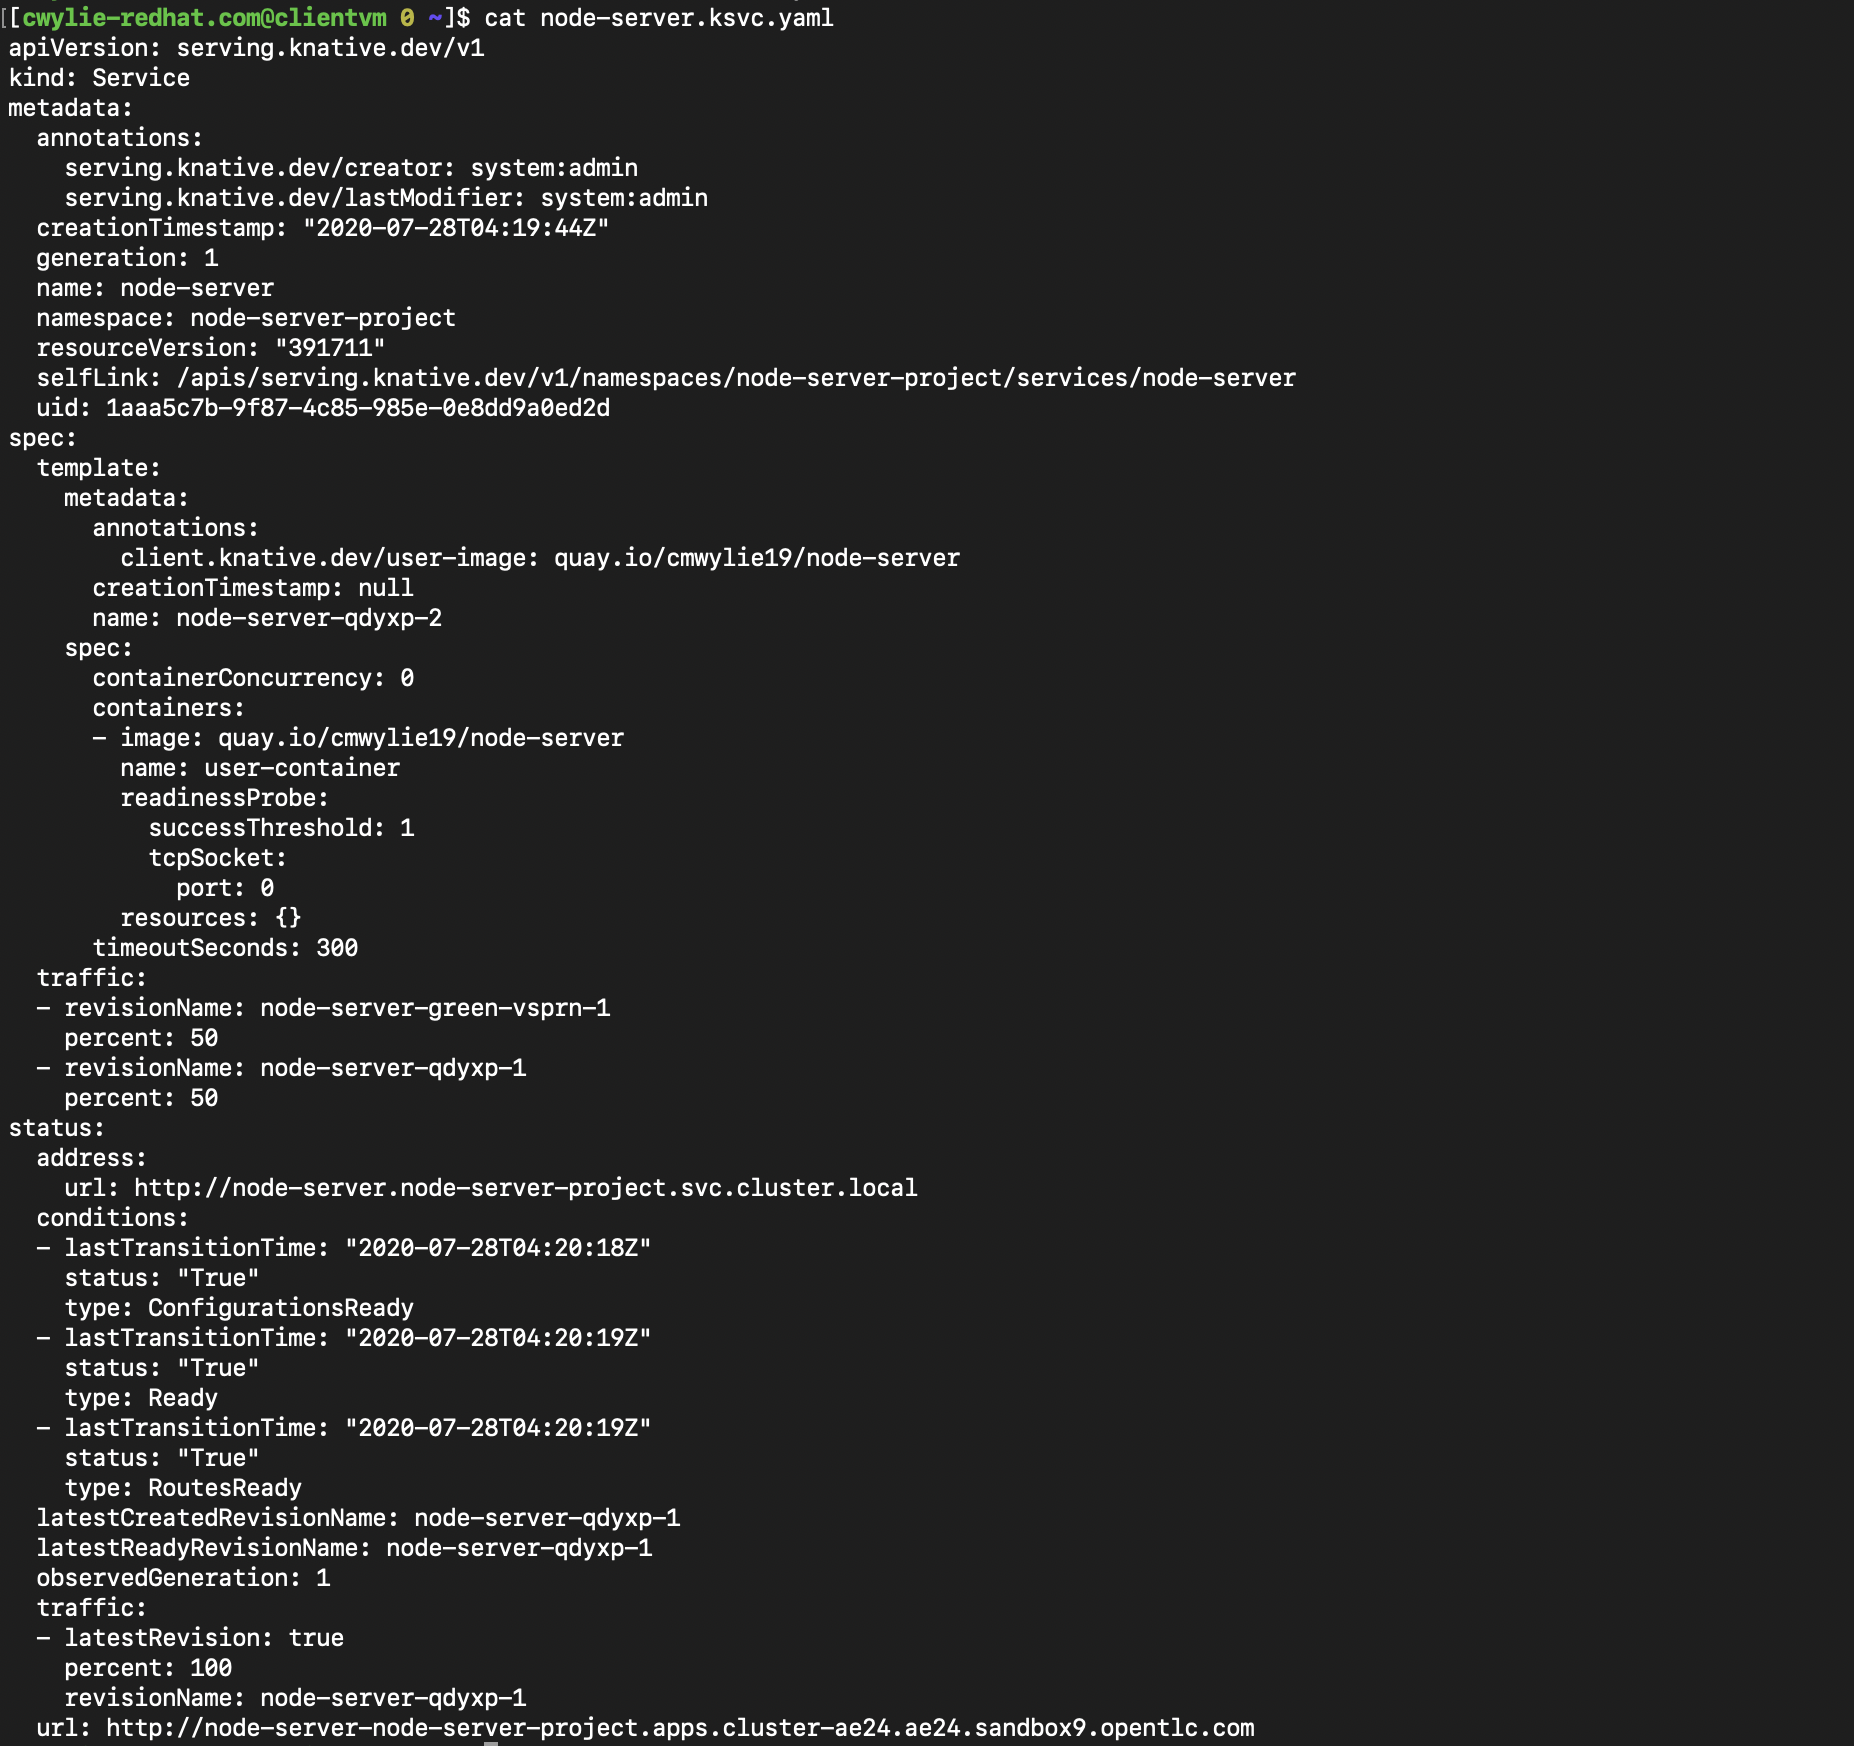 [[cwylie-redhat.com@clientvm 0 ~]$ cat node-server.ksvc.yaml
apiVersion: serving.knative.dev/v1
kind: Service
metadata:
  annotations:
    serving.knative.dev/creator: system:admin
    serving.knative.dev/lastModifier: system:admin
  creationTimestamp: "2020-07-28T04:19:44Z"
  generation: 1
  name: node-server
  namespace: node-server-project
  resourceVersion: "391711"
  selfLink: /apis/serving.knative.dev/v1/namespaces/node-server-project/services/node-server
  uid: 1aaa5c7b-9f87-4c85-985e-0e8dd9a0ed2d
spec:
  template:
    metadata:
      annotations:
        client.knative.dev/user-image: quay.io/cmwylie19/node-server
      creationTimestamp: null
      name: node-server-qdyxp-2
    spec:
      containerConcurrency: 0
      containers:
      - image: quay.io/cmwylie19/node-server
        name: user-container
        readinessProbe:
          successThreshold: 1
          tcpSocket:
            port: 0
        resources: {}
      timeoutSeconds: 300
  traffic:
  - revisionName: node-server-green-vsprn-1
    percent: 50
  - revisionName: node-server-qdyxp-1
    percent: 50
status:
  address:
    url: http://node-server.node-server-project.svc.cluster.local
  conditions:
  - lastTransitionTime: "2020-07-28T04:20:18Z"
    status: "True"
    type: ConfigurationsReady
  - lastTransitionTime: "2020-07-28T04:20:19Z"
    status: "True"
    type: Ready
  - lastTransitionTime: "2020-07-28T04:20:19Z"
    status: "True"
    type: RoutesReady
  latestCreatedRevisionName: node-server-qdyxp-1
  latestReadyRevisionName: node-server-qdyxp-1
  observedGeneration: 1
  traffic:
  - latestRevision: true
    percent: 100
    revisionName: node-server-qdyxp-1
  url: http://node-server-node-server-project.apps.cluster-ae24.ae24.sandbox9.opentlc.com